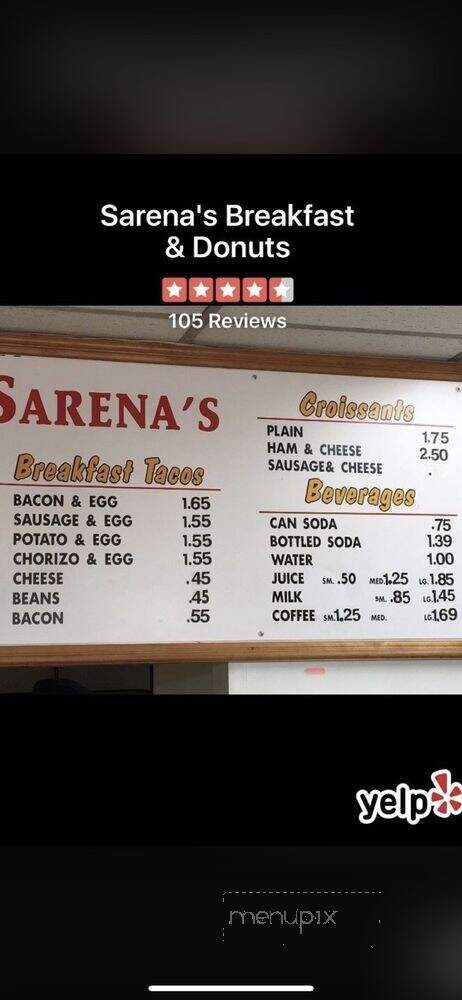 Sarena's Breakfast
& Donuts
105 Reviews
SARENA'S
Breakfast Tacos
BACON & EGG 1.65
SAUSAGE & EGG 1.55
POTATO & EGG 1.55
CHORIZO & EGG 1.55
CHEESE .45
BEANS .45
BACON .55
Croissants
PLAIN 1.75
HAM & CHEESE 2.50
SAUSAGE& CHEESE .
Beverages
CAN SODA .75
BOTTLED SODA 1.39
WATER 1.00
JUICE SM. .50 MED.1.25 LG.1.85
MILK SM. .85 LG.1.45
COFFEE SM.1.25 MED. LG.1.69
yelp
menupix